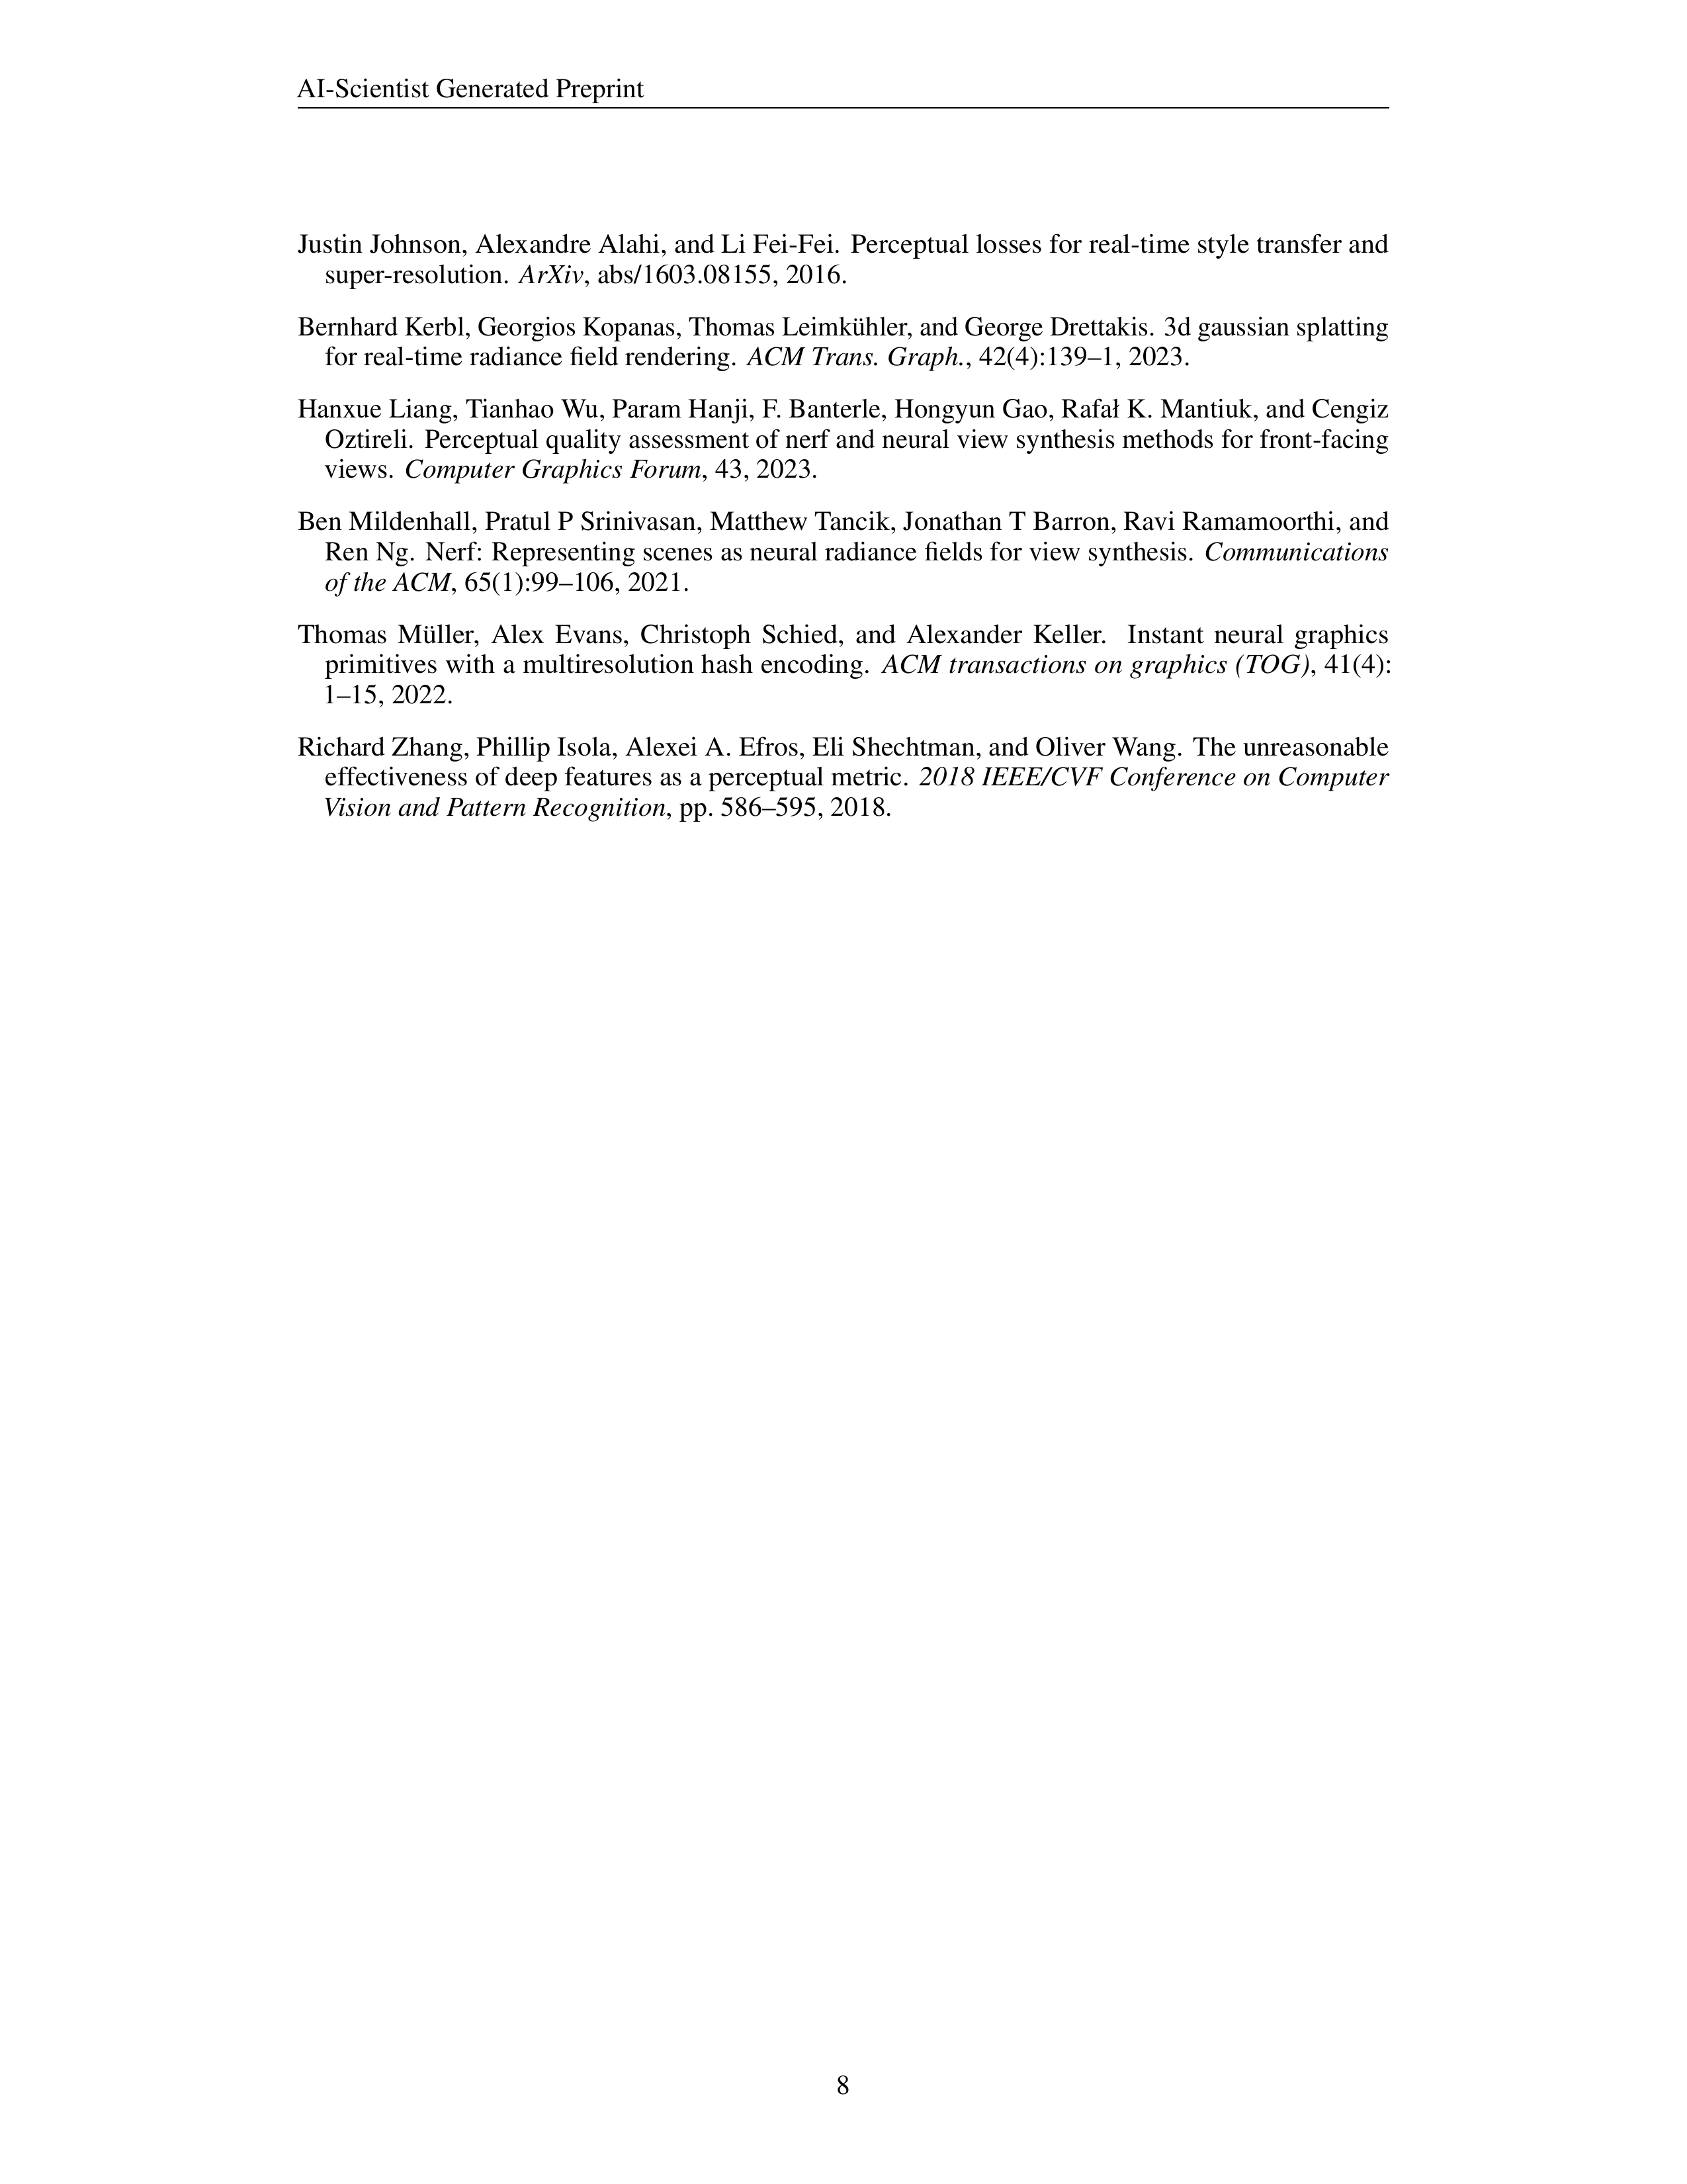 AI-Scientist Generated Preprint
Justin Johnson, Alexandre Alahi, and Li Fei-Fei. Perceptual losses for real-time style transfer and
super-resolution. ArXiv, abs/1603.08155, 2016.
Bernhard Kerbl, Georgios Kopanas, Thomas Leimkühler, and George Drettakis. 3d gaussian splatting
for real-time radiance field rendering. ACM Trans. Graph., 42(4):139–1, 2023.
Hanxue Liang, Tianhao Wu, Param Hanji, F. Banterle, Hongyun Gao, Rafał K. Mantiuk, and Cengiz
Oztireli. Perceptual quality assessment of nerf and neural view synthesis methods for front-facing
views. Computer Graphics Forum, 43, 2023.
Ben Mildenhall, Pratul P Srinivasan, Matthew Tancik, Jonathan T Barron, Ravi Ramamoorthi, and
Ren Ng. Nerf: Representing scenes as neural radiance fields for view synthesis. Communications
of the ACM, 65(1):99–106, 2021.
Thomas Müller, Alex Evans, Christoph Schied, and Alexander Keller. Instant neural graphics
primitives with a multiresolution hash encoding. ACM transactions on graphics (TOG), 41(4):
1–15, 2022.
Richard Zhang, Phillip Isola, Alexei A. Efros, Eli Shechtman, and Oliver Wang. The unreasonable
effectiveness of deep features as a perceptual metric. 2018 IEEE/CVF Conference on Computer
Vision and Pattern Recognition, pp. 586–595, 2018.
8